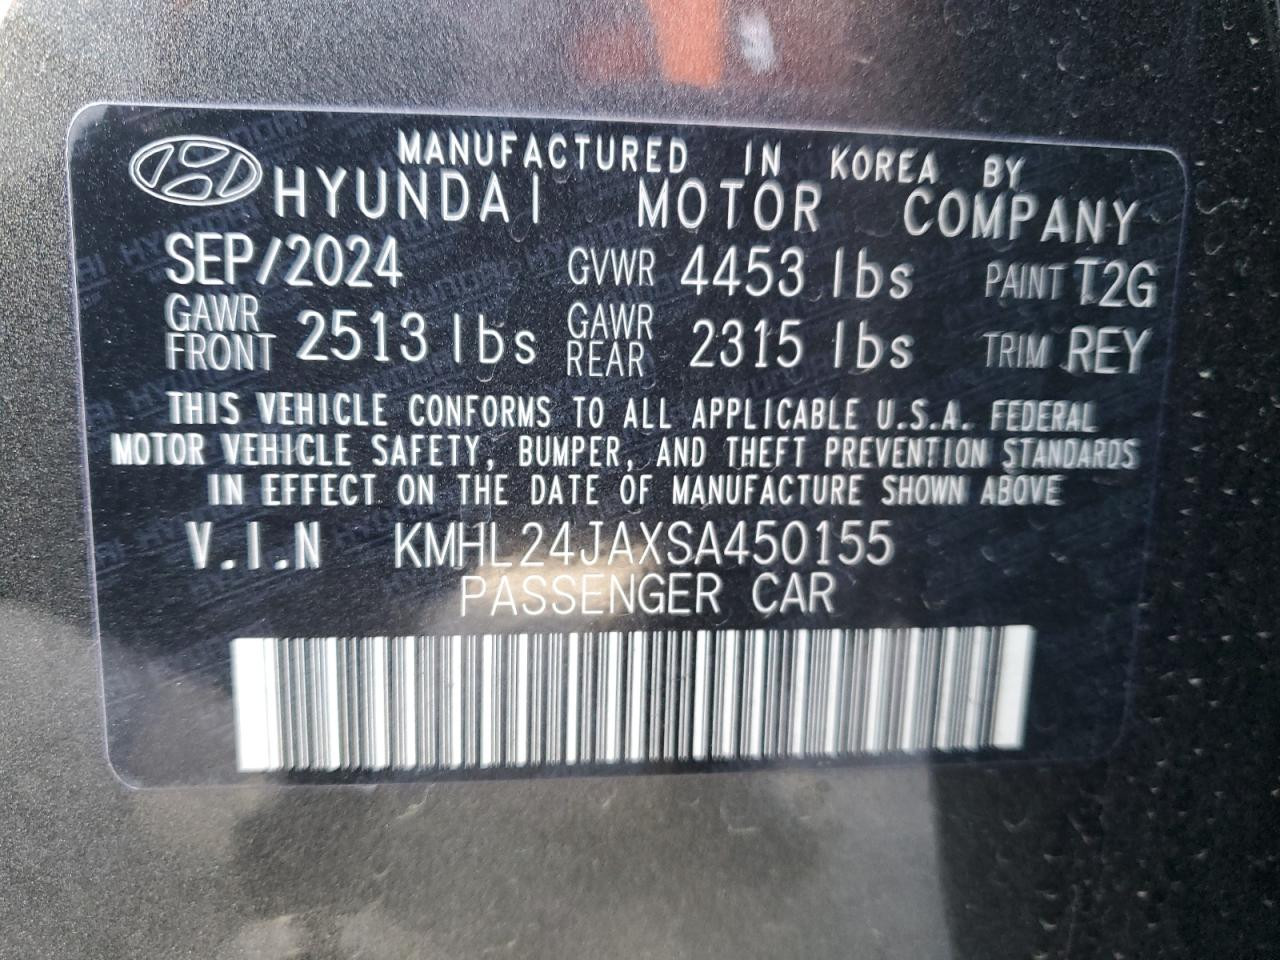 MANUFACTURED IN KOREA BY
HYUNDAI MOTOR COMPANY
SEP/2024 GVWR 4453 lbs PAINT T2G
GAWR FRONT 2513 lbs GAWR REAR 2315 lbs TRIM REY
THIS VEHICLE CONFORMS TO ALL APPLICABLE U.S.A. FEDERAL
MOTOR VEHICLE SAFETY, BUMPER, AND THEFT PREVENTION STANDARDS
IN EFFECT ON THE DATE OF MANUFACTURE SHOWN ABOVE
V.I.N KMHL24JAXSA450155
PASSENGER CAR